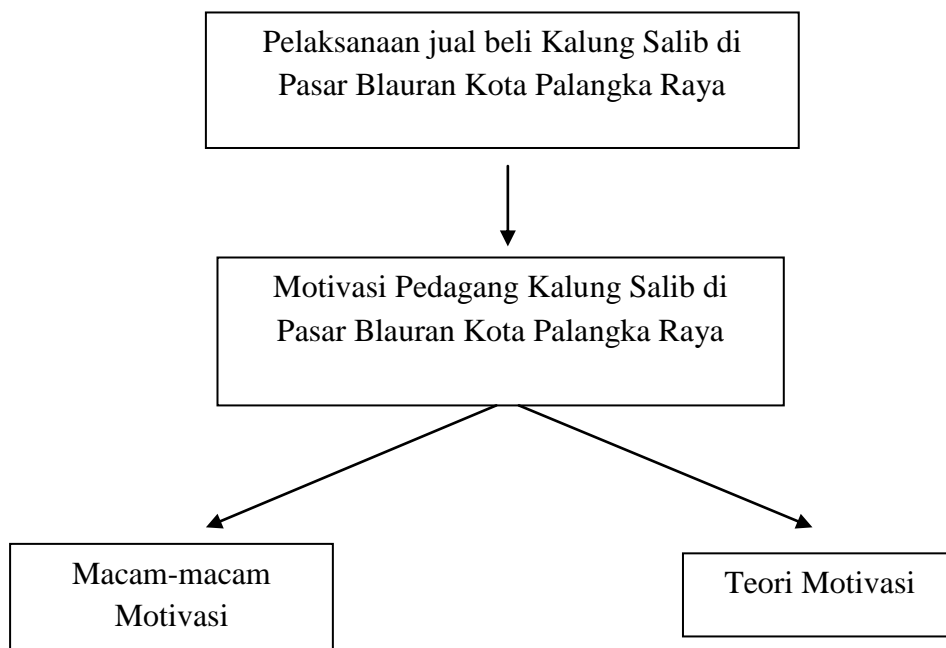 Pelaksanaan jual beli Kalung Salib di
Pasar Blauran Kota Palangka Raya
Motivasi Pedagang Kalung Salib di
Pasar Blauran Kota Palangka Raya
Macam-macam
Motivasi
Teori Motivasi